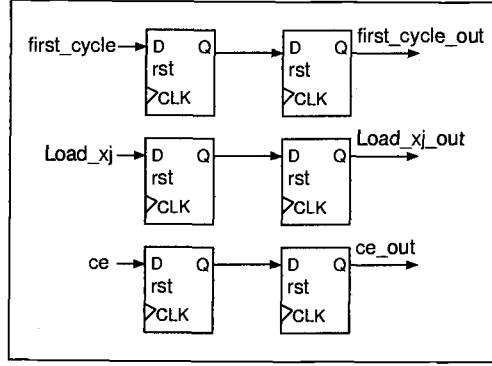 first_cycle D Q D Q first_cycle_out
rst rst
CLK CLK
Load_xj D Q D Q Load_xj_out
rst rst
CLK CLK
ce D Q D Q ce_out
rst rst
CLK CLK